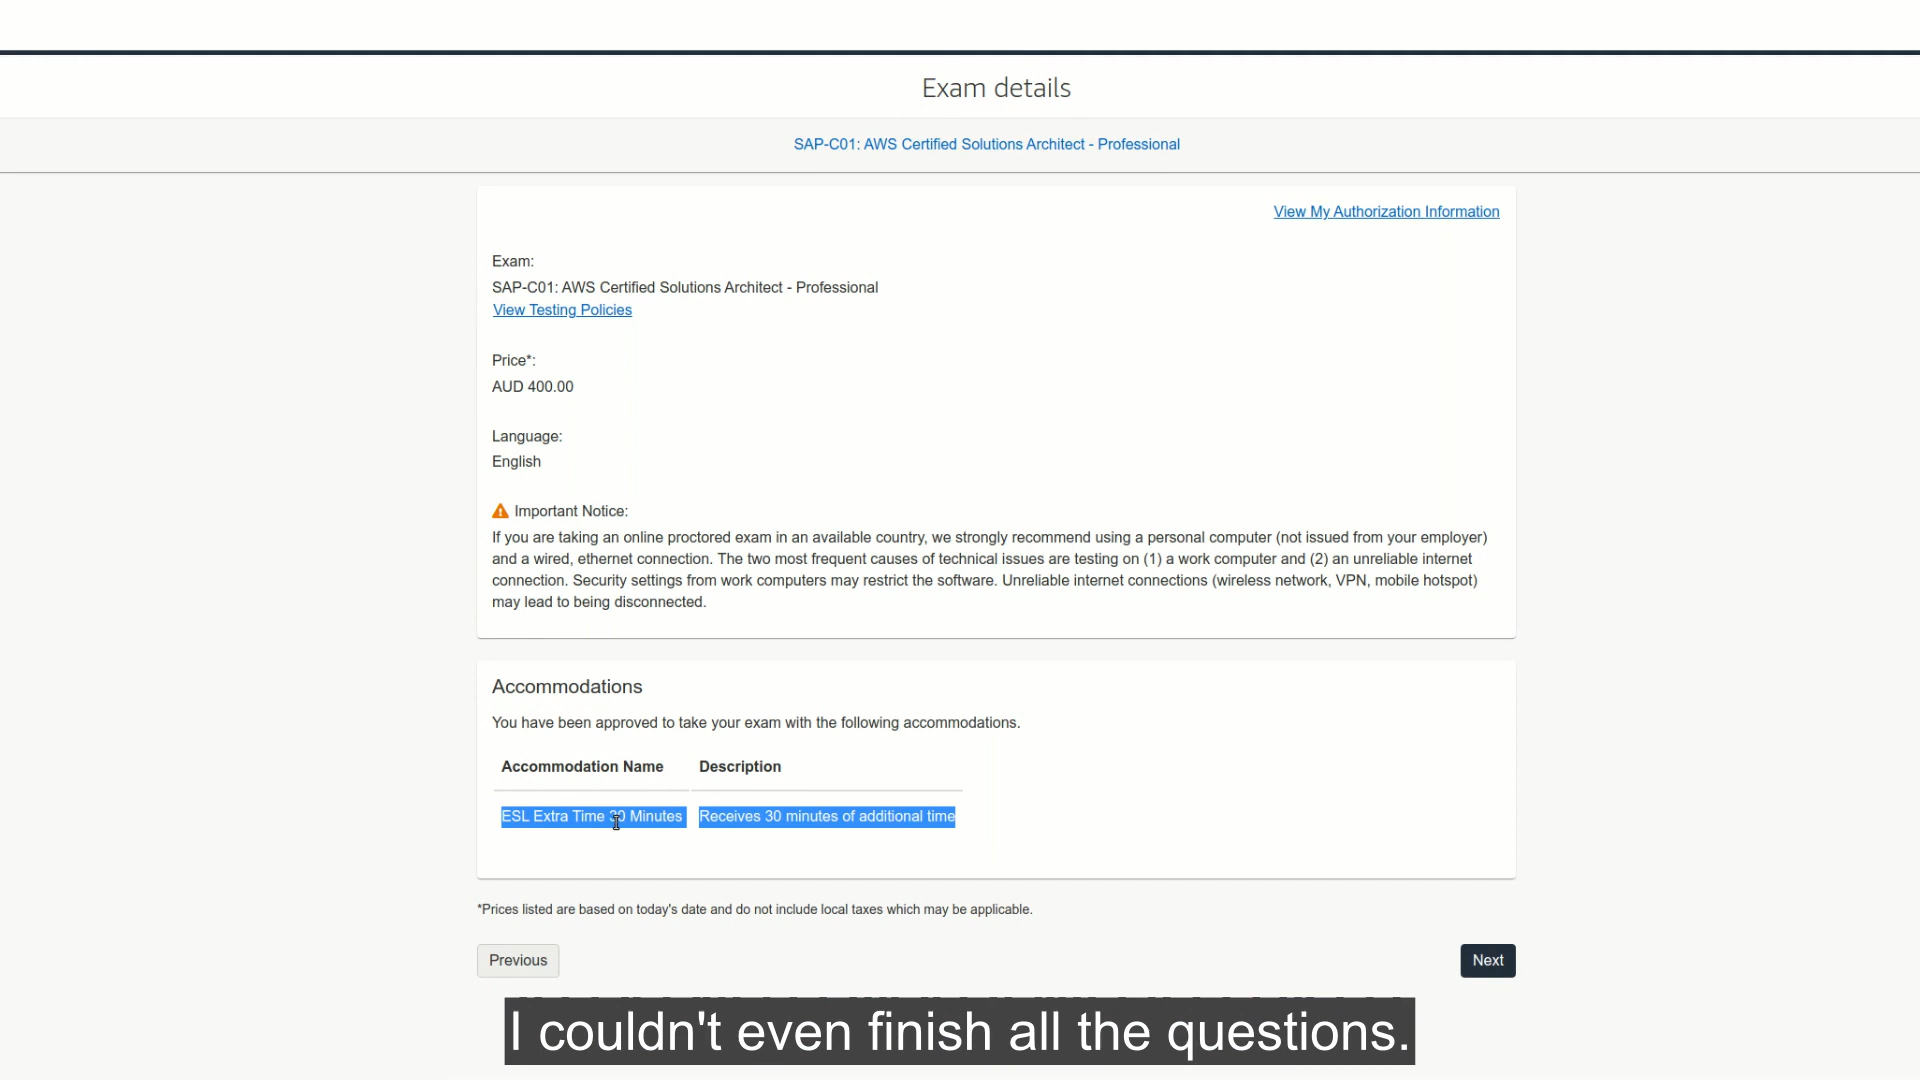 Exam details
SAP-C01: AWS Certified Solutions Architect - Professional
View My Authorization Information
Exam:
SAP-C01: AWS Certified Solutions Architect - Professional
View Testing Policies
Price*:
AUD 400.00
Language:
English
Important Notice:
If you are taking an online proctored exam in an available country, we strongly recommend using a personal computer (not issued from your employer)
and a wired, ethernet connection. The two most frequent causes of technical issues are testing on (1) a work computer and (2) an unreliable internet
connection. Security settings from work computers may restrict the software. Unreliable internet connections (wireless network, VPN, mobile hotspot)
may lead to being disconnected.
Accommodations
You have been approved to take your exam with the following accommodations.
Accommodation Name Description
ESL Extra Time 30 Minutes Receives 30 minutes of additional time
*Prices listed are based on today's date and do not include local taxes which may be applicable.
Previous Next
I couldn't even finish all the questions.